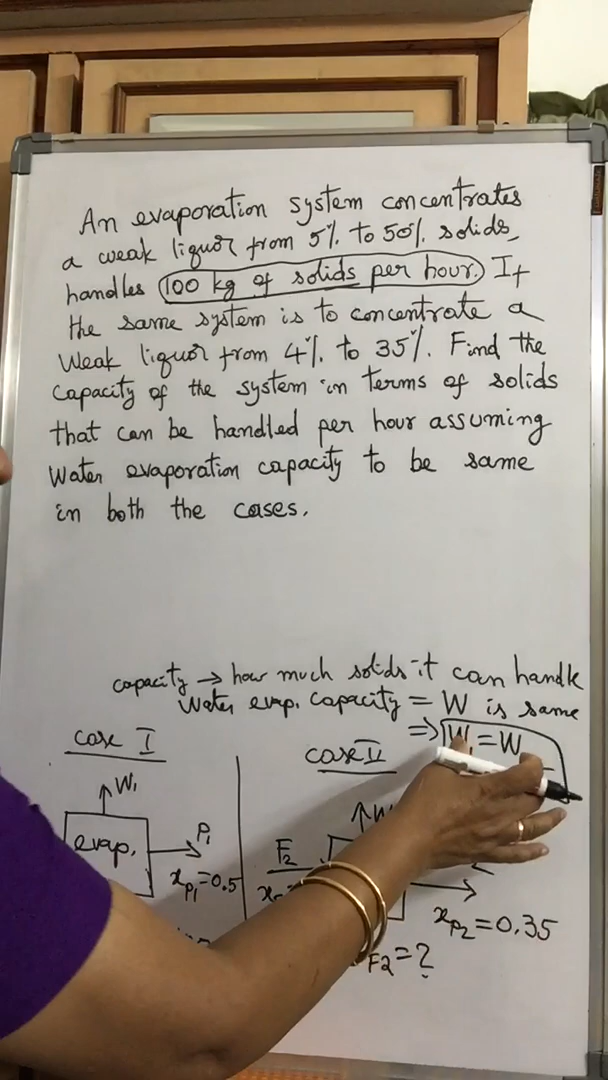 An evaporation system concentrates
a weak liquor from 5% to 50% solids,
handles 100 kg of solids per hour. If
the same system is to concentrate a
weak liquor from 4% to 35%. Find the
capacity of the system in terms of solids
that can be handled per hour assuming
water evaporation capacity to be same
in both the cases.
capacity → how much solids it can handle
Water evap. capacity = W is same
⇒ W₁ = W
case I
case II
↑ W₁
↑ W
evap.
P₁
F₂
x_P₁ = 0.5
x_P₂ = 0.35
F2 = ?